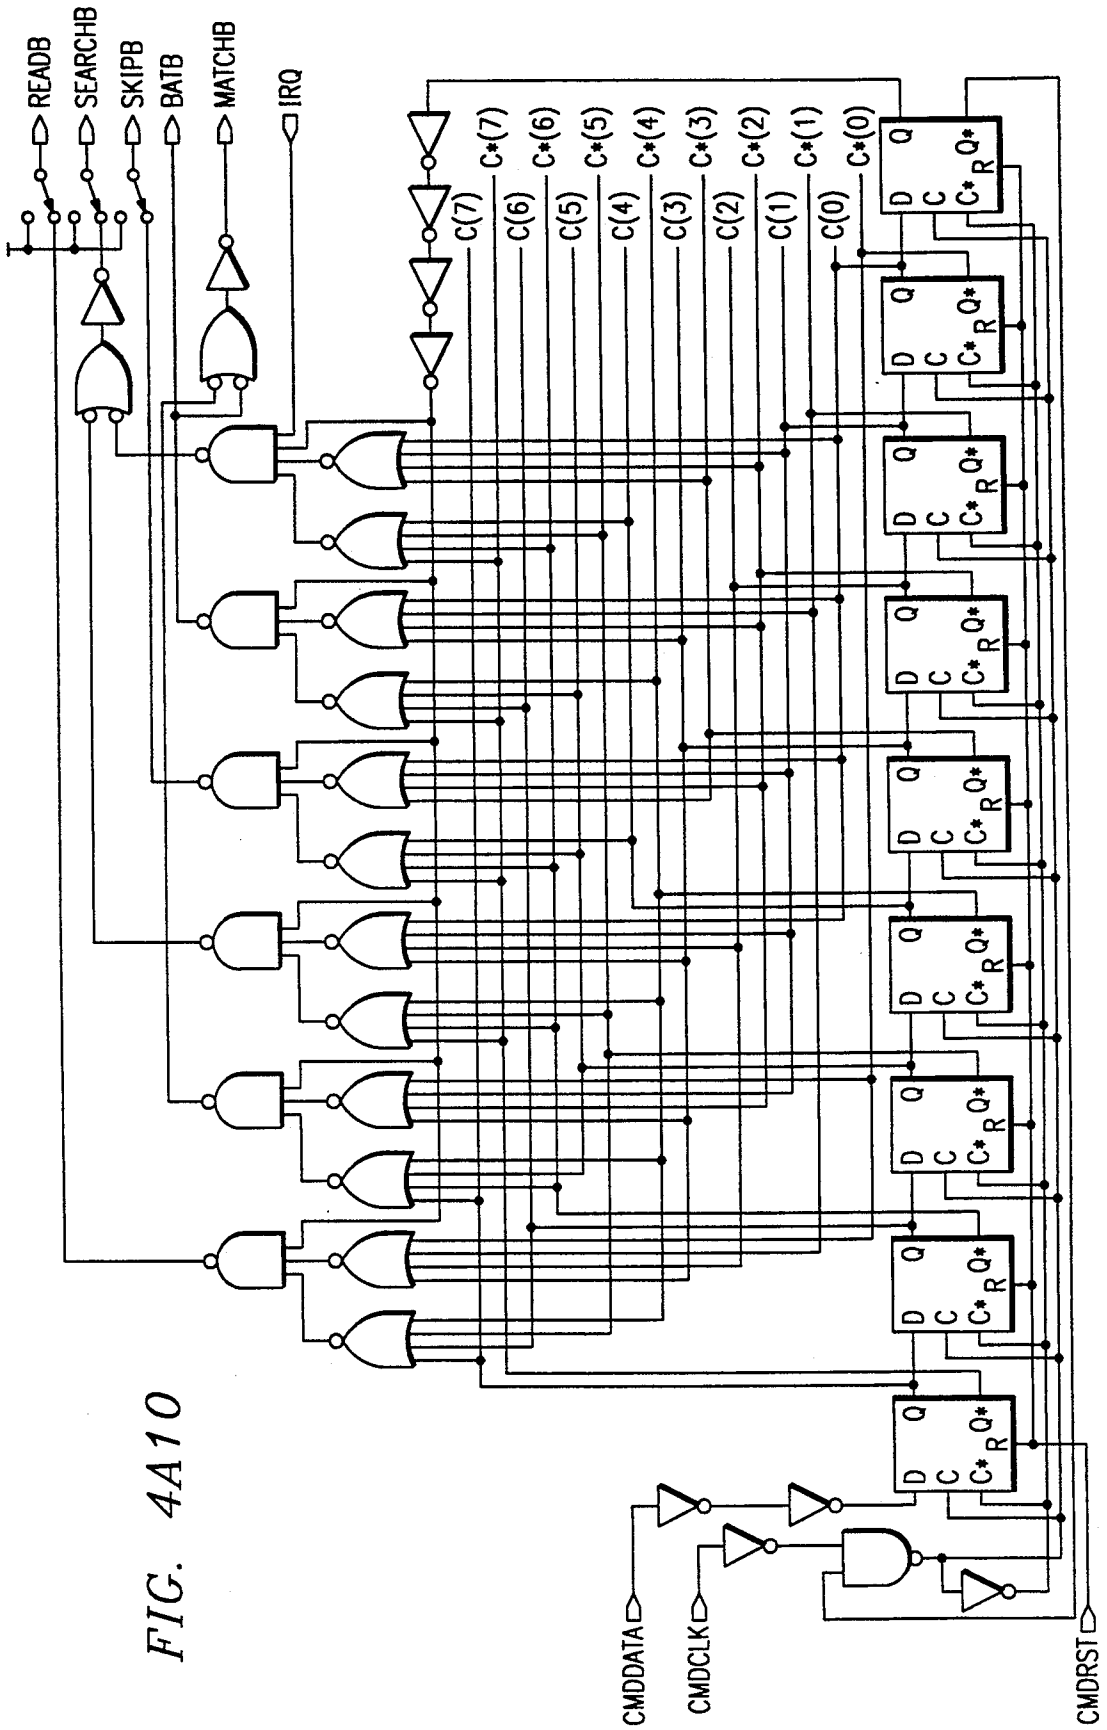 FIG. 4A10
READB
SEARCHB
SKIPB
BATB
MATCHB
IRQ
C(7)
C*(7)
C(6)
C*(6)
C(5)
C*(5)
C(4)
C*(4)
C(3)
C*(3)
C(2)
C*(2)
C(1)
C*(1)
C(0)
C*(0)
CMDDATA
CMDCLK
CMDRST
D Q
C
C* Q*
R
D Q
C
C* Q*
R
D Q
C
C* Q*
R
D Q
C
C* Q*
R
D Q
C
C* Q*
R
D Q
C
C* Q*
R
D Q
C
C* Q*
R
D Q
C
C* Q*
R
D Q
C
C* Q*
R